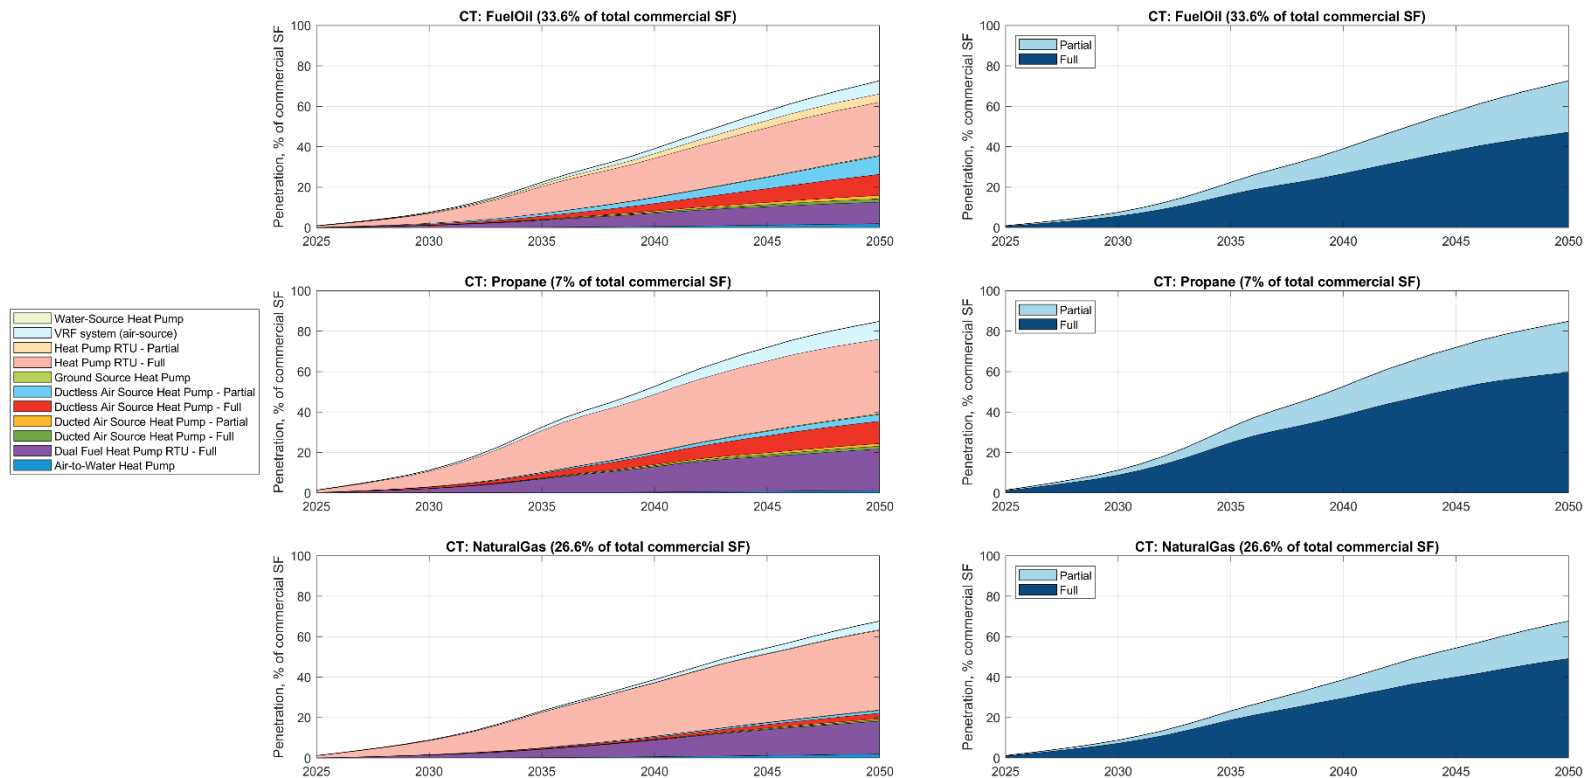 CT: FuelOil (33.6% of total commercial SF)
Penetration, % of commercial SF
100
80
60
40
20
0
2025 2030 2035 2040 2045 2050
CT: FuelOil (33.6% of total commercial SF)
Penetration, % commercial SF
100
80
60
40
20
0
Partial
Full
2025 2030 2035 2040 2045 2050
Water-Source Heat Pump
VRF system (air-source)
Heat Pump RTU - Partial
Heat Pump RTU - Full
Ground Source Heat Pump
Ductless Air Source Heat Pump - Partial
Ductless Air Source Heat Pump - Full
Ducted Air Source Heat Pump - Partial
Ducted Air Source Heat Pump - Full
Dual Fuel Heat Pump RTU - Full
Air-to-Water Heat Pump
CT: Propane (7% of total commercial SF)
Penetration, % of commercial SF
100
80
60
40
20
0
2025 2030 2035 2040 2045 2050
CT: Propane (7% of total commercial SF)
Penetration, % commercial SF
100
80
60
40
20
0
Partial
Full
2025 2030 2035 2040 2045 2050
CT: NaturalGas (26.6% of total commercial SF)
Penetration, % of commercial SF
100
80
60
40
20
0
2025 2030 2035 2040 2045 2050
CT: NaturalGas (26.6% of total commercial SF)
Penetration, % commercial SF
100
80
60
40
20
0
Partial
Full
2025 2030 2035 2040 2045 2050